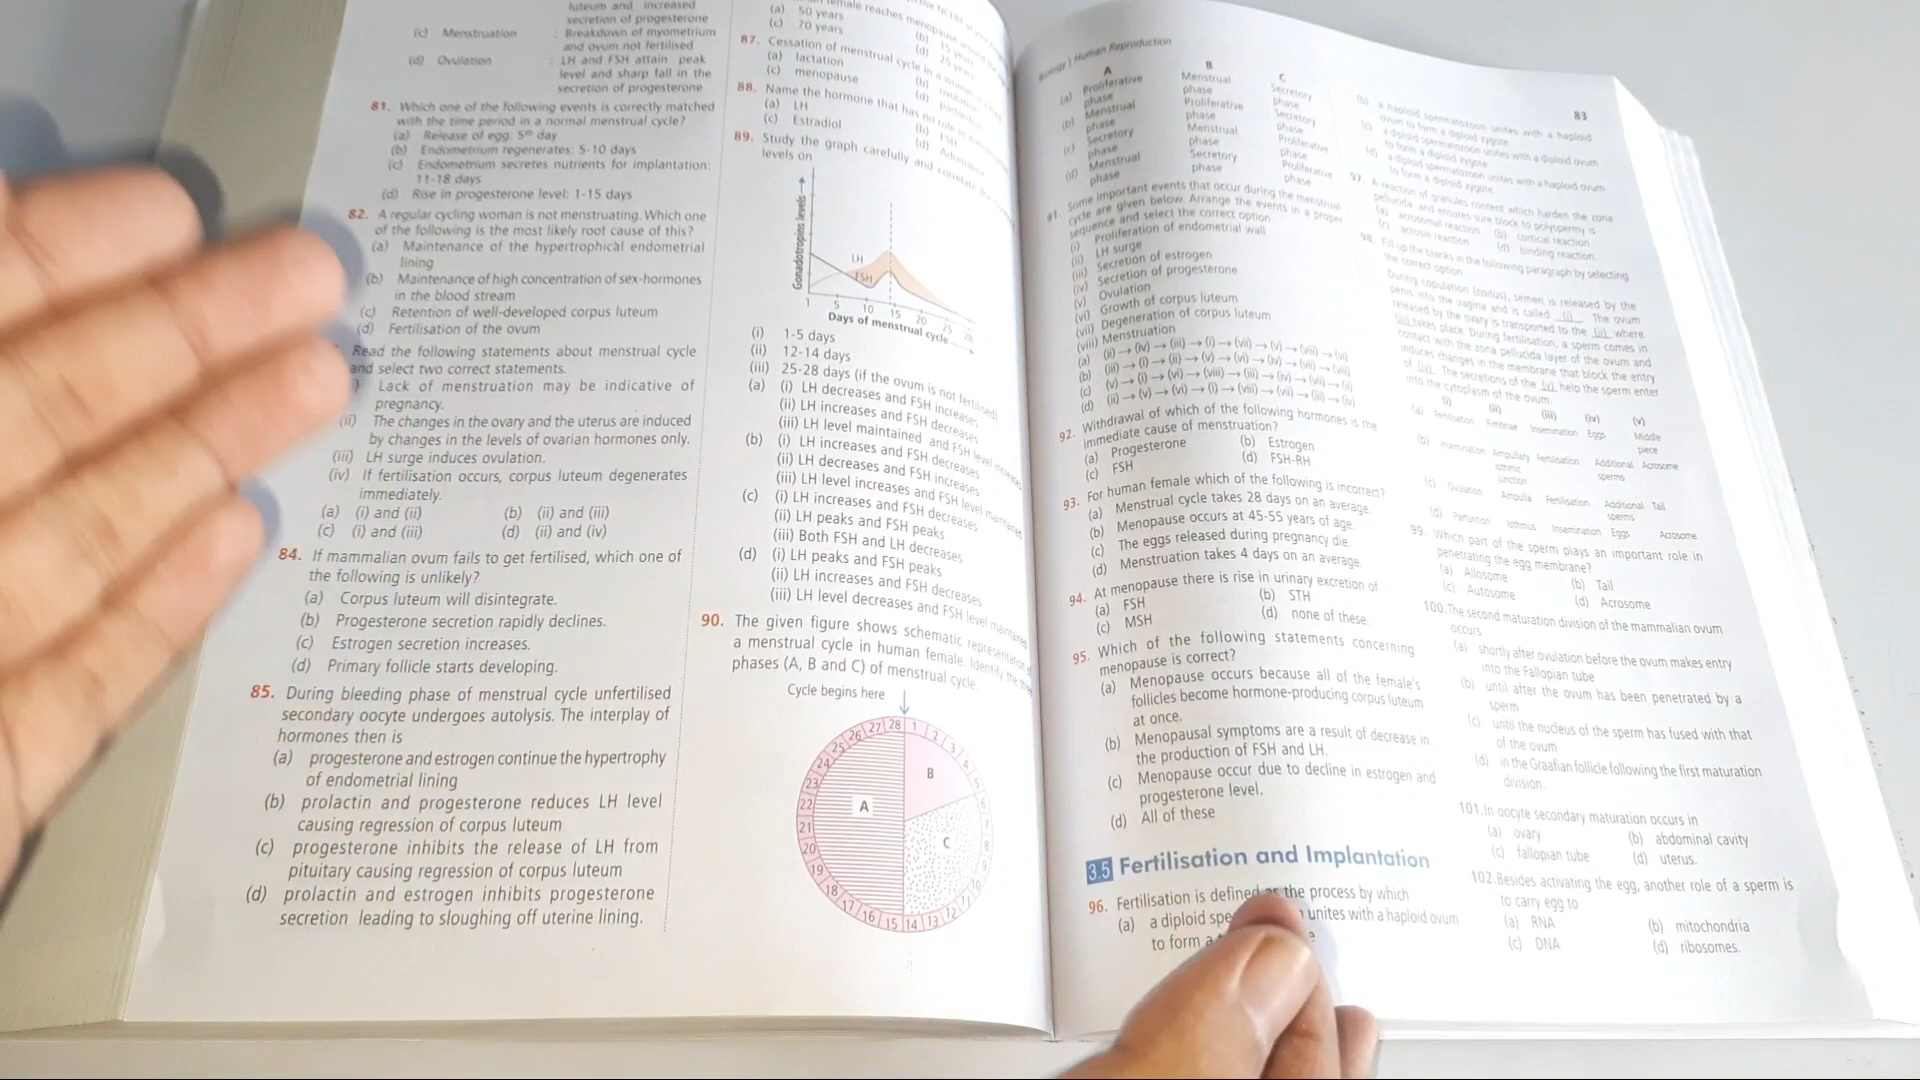 luteum and increased
secretion of progesterone
(c) Menstruation : Breakdown of myometrium
and ovum not fertilised
(d) Ovulation : LH and FSH attain peak
level and sharp fall in the
secretion of progesterone
81. Which one of the following events is correctly matched
with the time period in a normal menstrual cycle?
(a) Release of egg: 5th day
(b) Endometrium regenerates: 5-10 days
(c) Endometrium secretes nutrients for implantation:
11-18 days
(d) Rise in progesterone level: 1-15 days
82. A regular cycling woman is not menstruating. Which one
of the following is the most likely root cause of this?
(a) Maintenance of the hypertrophical endometrial
lining
(b) Maintenance of high concentration of sex-hormones
in the blood stream
(c) Retention of well-developed corpus luteum
(d) Fertilisation of the ovum
Read the following statements about menstrual cycle
and select two correct statements.
Lack of menstruation may be indicative of
pregnancy.
(ii) The changes in the ovary and the uterus are induced
by changes in the levels of ovarian hormones only.
(iii) LH surge induces ovulation.
(iv) If fertilisation occurs, corpus luteum degenerates
immediately.
(a) (i) and (ii) (b) (ii) and (iii)
(c) (i) and (iii) (d) (ii) and (iv)
84. If mammalian ovum fails to get fertilised, which one of
the following is unlikely?
(a) Corpus luteum will disintegrate.
(b) Progesterone secretion rapidly declines.
(c) Estrogen secretion increases.
(d) Primary follicle starts developing.
85. During bleeding phase of menstrual cycle unfertilised
secondary oocyte undergoes autolysis. The interplay of
hormones then is
(a) progesterone and estrogen continue the hypertrophy
of endometrial lining
(b) prolactin and progesterone reduces LH level
causing regression of corpus luteum
(c) progesterone inhibits the release of LH from
pituitary causing regression of corpus luteum
(d) prolactin and estrogen inhibits progesterone
secretion leading to sloughing off uterine lining.
female reaches menopause
(a) 50 years (b) 15 years
(c) 70 years (d) 25 years
87. Cessation of menstrual cycle in a
(a) lactation (b)
(c) menopause (d)
88. Name the hormone that has no role in
(a) LH (b) FSH
(c) Estradiol (d)
89. Study the graph carefully and correlate the
levels on
Gonadotropins levels
LH
FSH
1 5 10 15 20 25 28
Days of menstrual cycle
(i) 1-5 days
(ii) 12-14 days
(iii) 25-28 days (if the ovum is not fertilised)
(a) (i) LH decreases and FSH increases
(ii) LH increases and FSH decreases
(iii) LH level maintained and FSH level increases
(b) (i) LH increases and FSH decreases
(ii) LH decreases and FSH increases
(iii) LH level increases and FSH level maintained
(c) (i) LH increases and FSH decreases
(ii) LH peaks and FSH peaks
(iii) Both FSH and LH decreases
(d) (i) LH peaks and FSH peaks
(ii) LH increases and FSH decreases
(iii) LH level decreases and FSH level maintained
90. The given figure shows schematic representation of
a menstrual cycle in human female. Identify the three
phases (A, B and C) of menstrual cycle.
Cycle begins here
1 2 3 4 5 6 7 8 9 10 11 12 13 14 15 16 17 18 19 20 21 22 23 24 25 26 27 28
A
B
C
Biology | Human Reproduction
83
A B C
(a) Proliferative phase Menstrual phase Secretory phase
(b) Menstrual phase Proliferative phase Secretory phase
(c) Secretory phase Menstrual phase Proliferative phase
(d) Menstrual phase Secretory phase Proliferative phase
91. Some important events that occur during the menstrual
cycle are given below. Arrange the events in a proper
sequence and select the correct option.
(i) Proliferation of endometrial wall
(ii) LH surge
(iii) Secretion of estrogen
(iv) Secretion of progesterone
(v) Ovulation
(vi) Growth of corpus luteum
(vii) Degeneration of corpus luteum
(viii) Menstruation
92. Withdrawal of which of the following hormones is the
immediate cause of menstruation?
(a) Progesterone (b) Estrogen
(c) FSH (d) FSH-RH
93. For human female which of the following is incorrect?
(a) Menstrual cycle takes 28 days on an average.
(b) Menopause occurs at 45-55 years of age.
(c) The eggs released during pregnancy die.
(d) Menstruation takes 4 days on an average.
94. At menopause there is rise in urinary excretion of
(a) FSH (b) STH
(c) MSH (d) none of these.
95. Which of the following statements concerning
menopause is correct?
(a) Menopause occurs because all of the female's
follicles become hormone-producing corpus luteum
at once.
(b) Menopausal symptoms are a result of decrease in
the production of FSH and LH.
(c) Menopause occur due to decline in estrogen and
progesterone level.
(d) All of these
3.5 Fertilisation and Implantation
96. Fertilisation is defined as the process by which
(a) a diploid unites with a haploid ovum
to form a
(b) a haploid spermatozoon unites with a haploid
ovum to form a diploid zygote
(c) a diploid spermatozoon unites with a diploid ovum
to form a diploid zygote
(d) a diploid spermatozoon unites with a haploid ovum
to form a diploid zygote.
97. A reaction of granules content which harden the zona
pellucida and ensures sure block to polyspermy is
(a) acrosomal reaction (b) cortical reaction
(c) acrosin reaction (d) binding reaction.
98. Fill up the blanks in the following paragraph by selecting
the correct option.
During copulation (coitus), semen is released by the
penis into the vagina and is called (i). The ovum
released by the ovary is transported to the (ii) where
(iii) takes place. During fertilisation, a sperm comes in
contact with the zona pellucida layer of the ovum and
induces changes in the membrane that block the entry
of (iv). The secretions of the (v) help the sperm enter
into the cytoplasm of the ovum.
(i) (ii) (iii) (iv) (v)
(a) Fertilisation Fimbriae Insemination Eggs Middle piece
(b) Insemination Ampullary isthmic junction Fertilisation Additional sperms Acrosome
(c) Ovulation Ampulla Fertilisation Additional sperms Tail
(d) Parturition Isthmus Insemination Eggs Acrosome
99. Which part of the sperm plays an important role in
penetrating the egg membrane?
(a) Allosome (b) Tail
(c) Autosome (d) Acrosome
100. The second maturation division of the mammalian ovum
occurs
(a) shortly after ovulation before the ovum makes entry
into the Fallopian tube
(b) until after the ovum has been penetrated by a
sperm
(c) until the nucleus of the sperm has fused with that
of the ovum
(d) in the Graafian follicle following the first maturation
division.
101. In oocyte secondary maturation occurs in
(a) ovary (b) abdominal cavity
(c) fallopian tube (d) uterus.
102. Besides activating the egg, another role of a sperm is
to carry egg to
(a) RNA (b) mitochondria
(c) DNA (d) ribosomes.